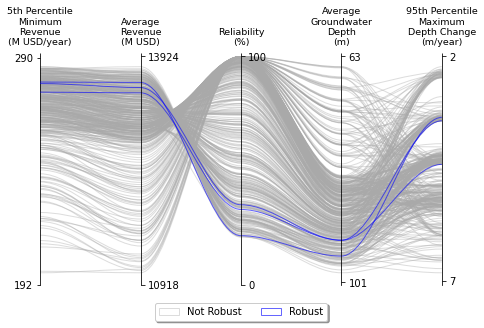 5th Percentile
Minimum
Revenue
(M USD/year)
Average
Revenue
(M USD)
Reliability
(%)
Average
Groundwater
Depth
(m)
95th Percentile
Maximum
Depth Change
(m/year)
290
13924
100
63
2
192
10918
0
101
7
Not Robust
Robust